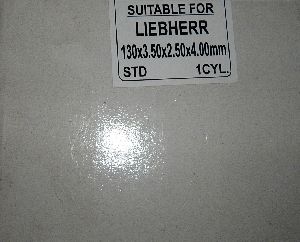 SUITABLE FOR
LIEBHERR
130x3.50x2.50x4.00mm
STD 1CYL.